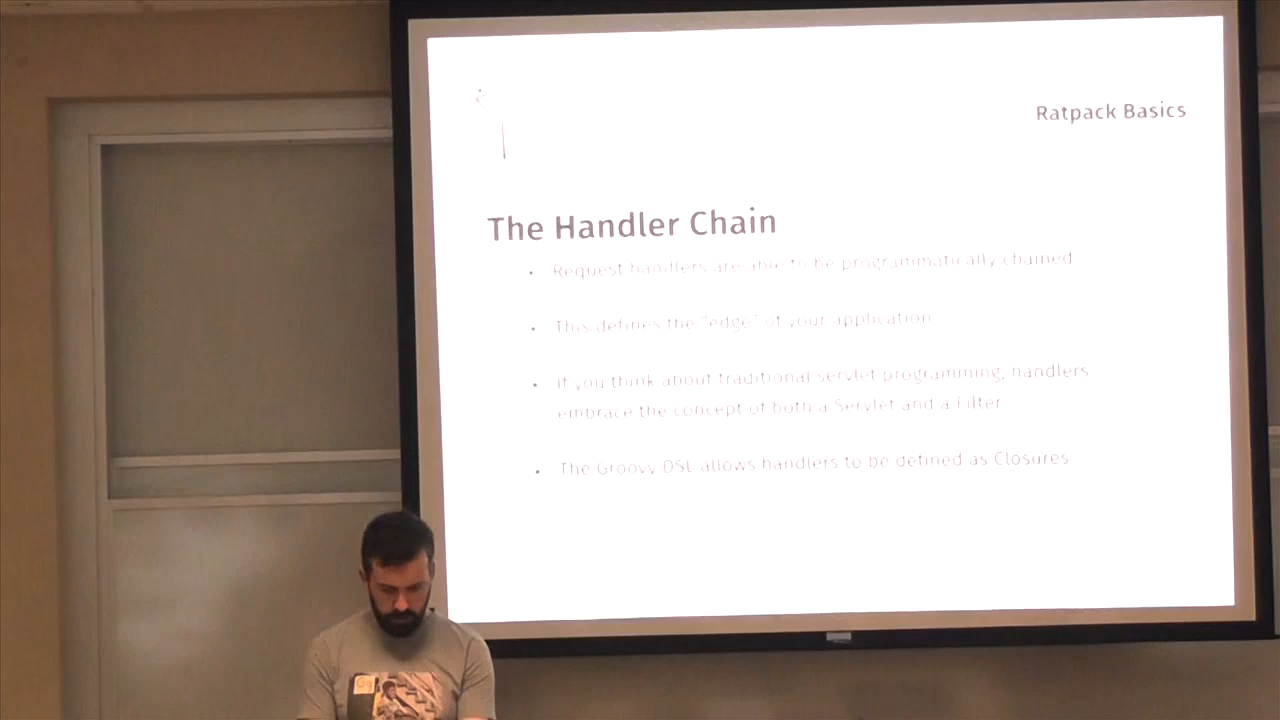 Ratpack Basics
The Handler Chain
• Request handlers are able to be programmatically chained
• This defines the "edge" of your application
• If you think about traditional servlet programming, handlers
embrace the concept of both a Servlet and a Filter
• The Groovy DSL allows handlers to be defined as Closures